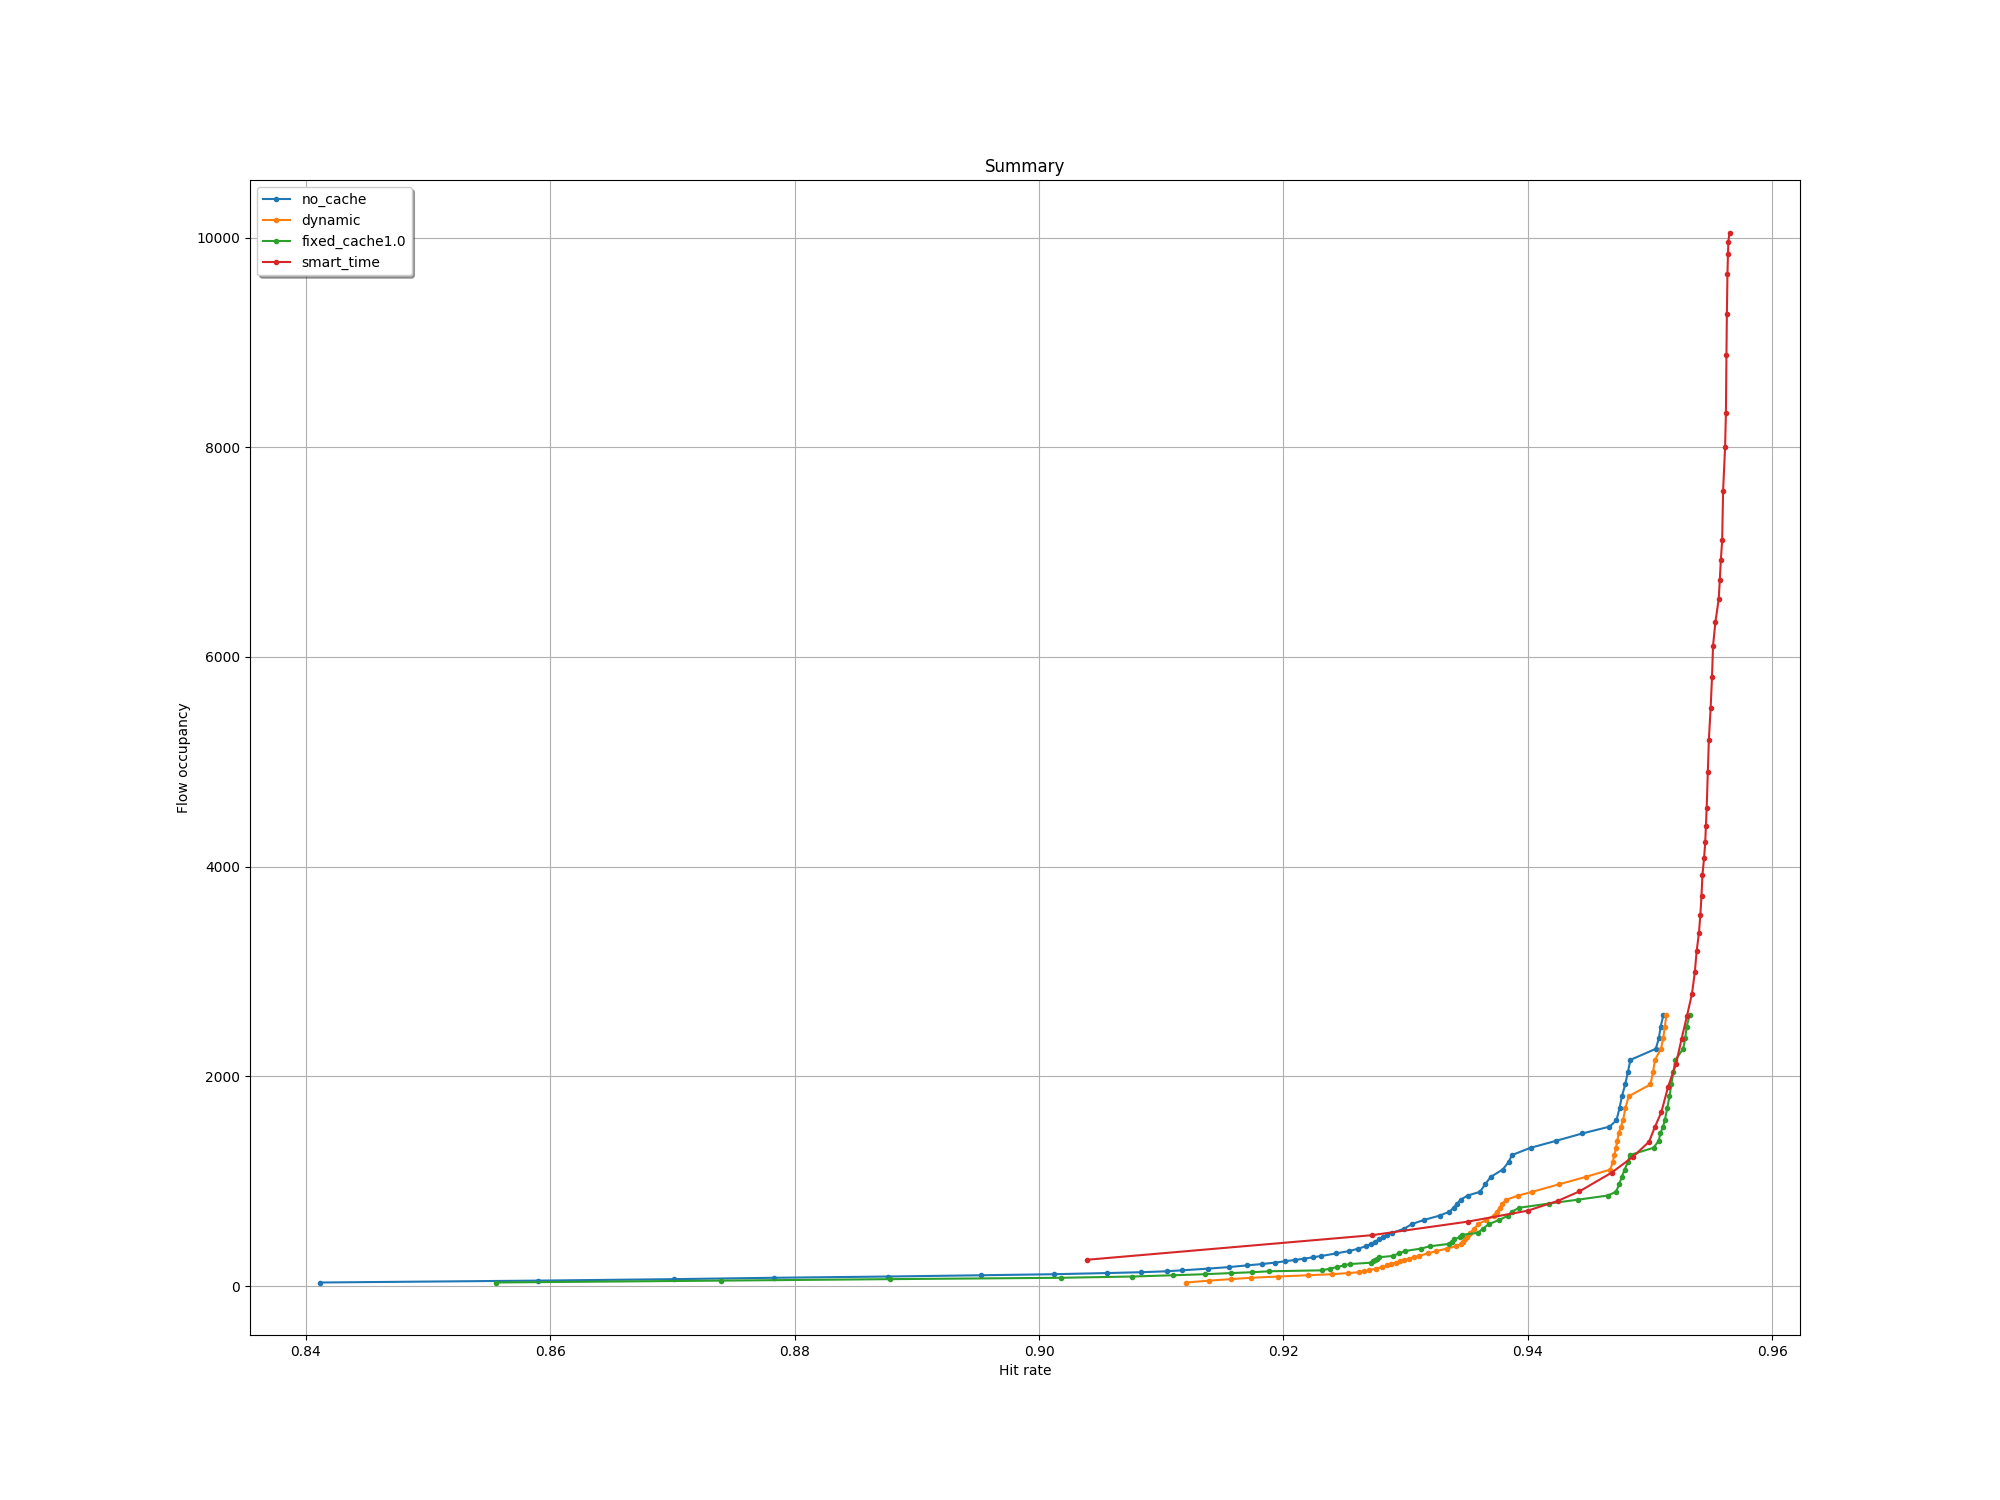 Summary
no_cache
dynamic
fixed_cache1.0
smart_time
10000
8000
6000
4000
2000
0
Flow occupancy
0.84 0.86 0.88 0.90 0.92 0.94 0.96
Hit rate